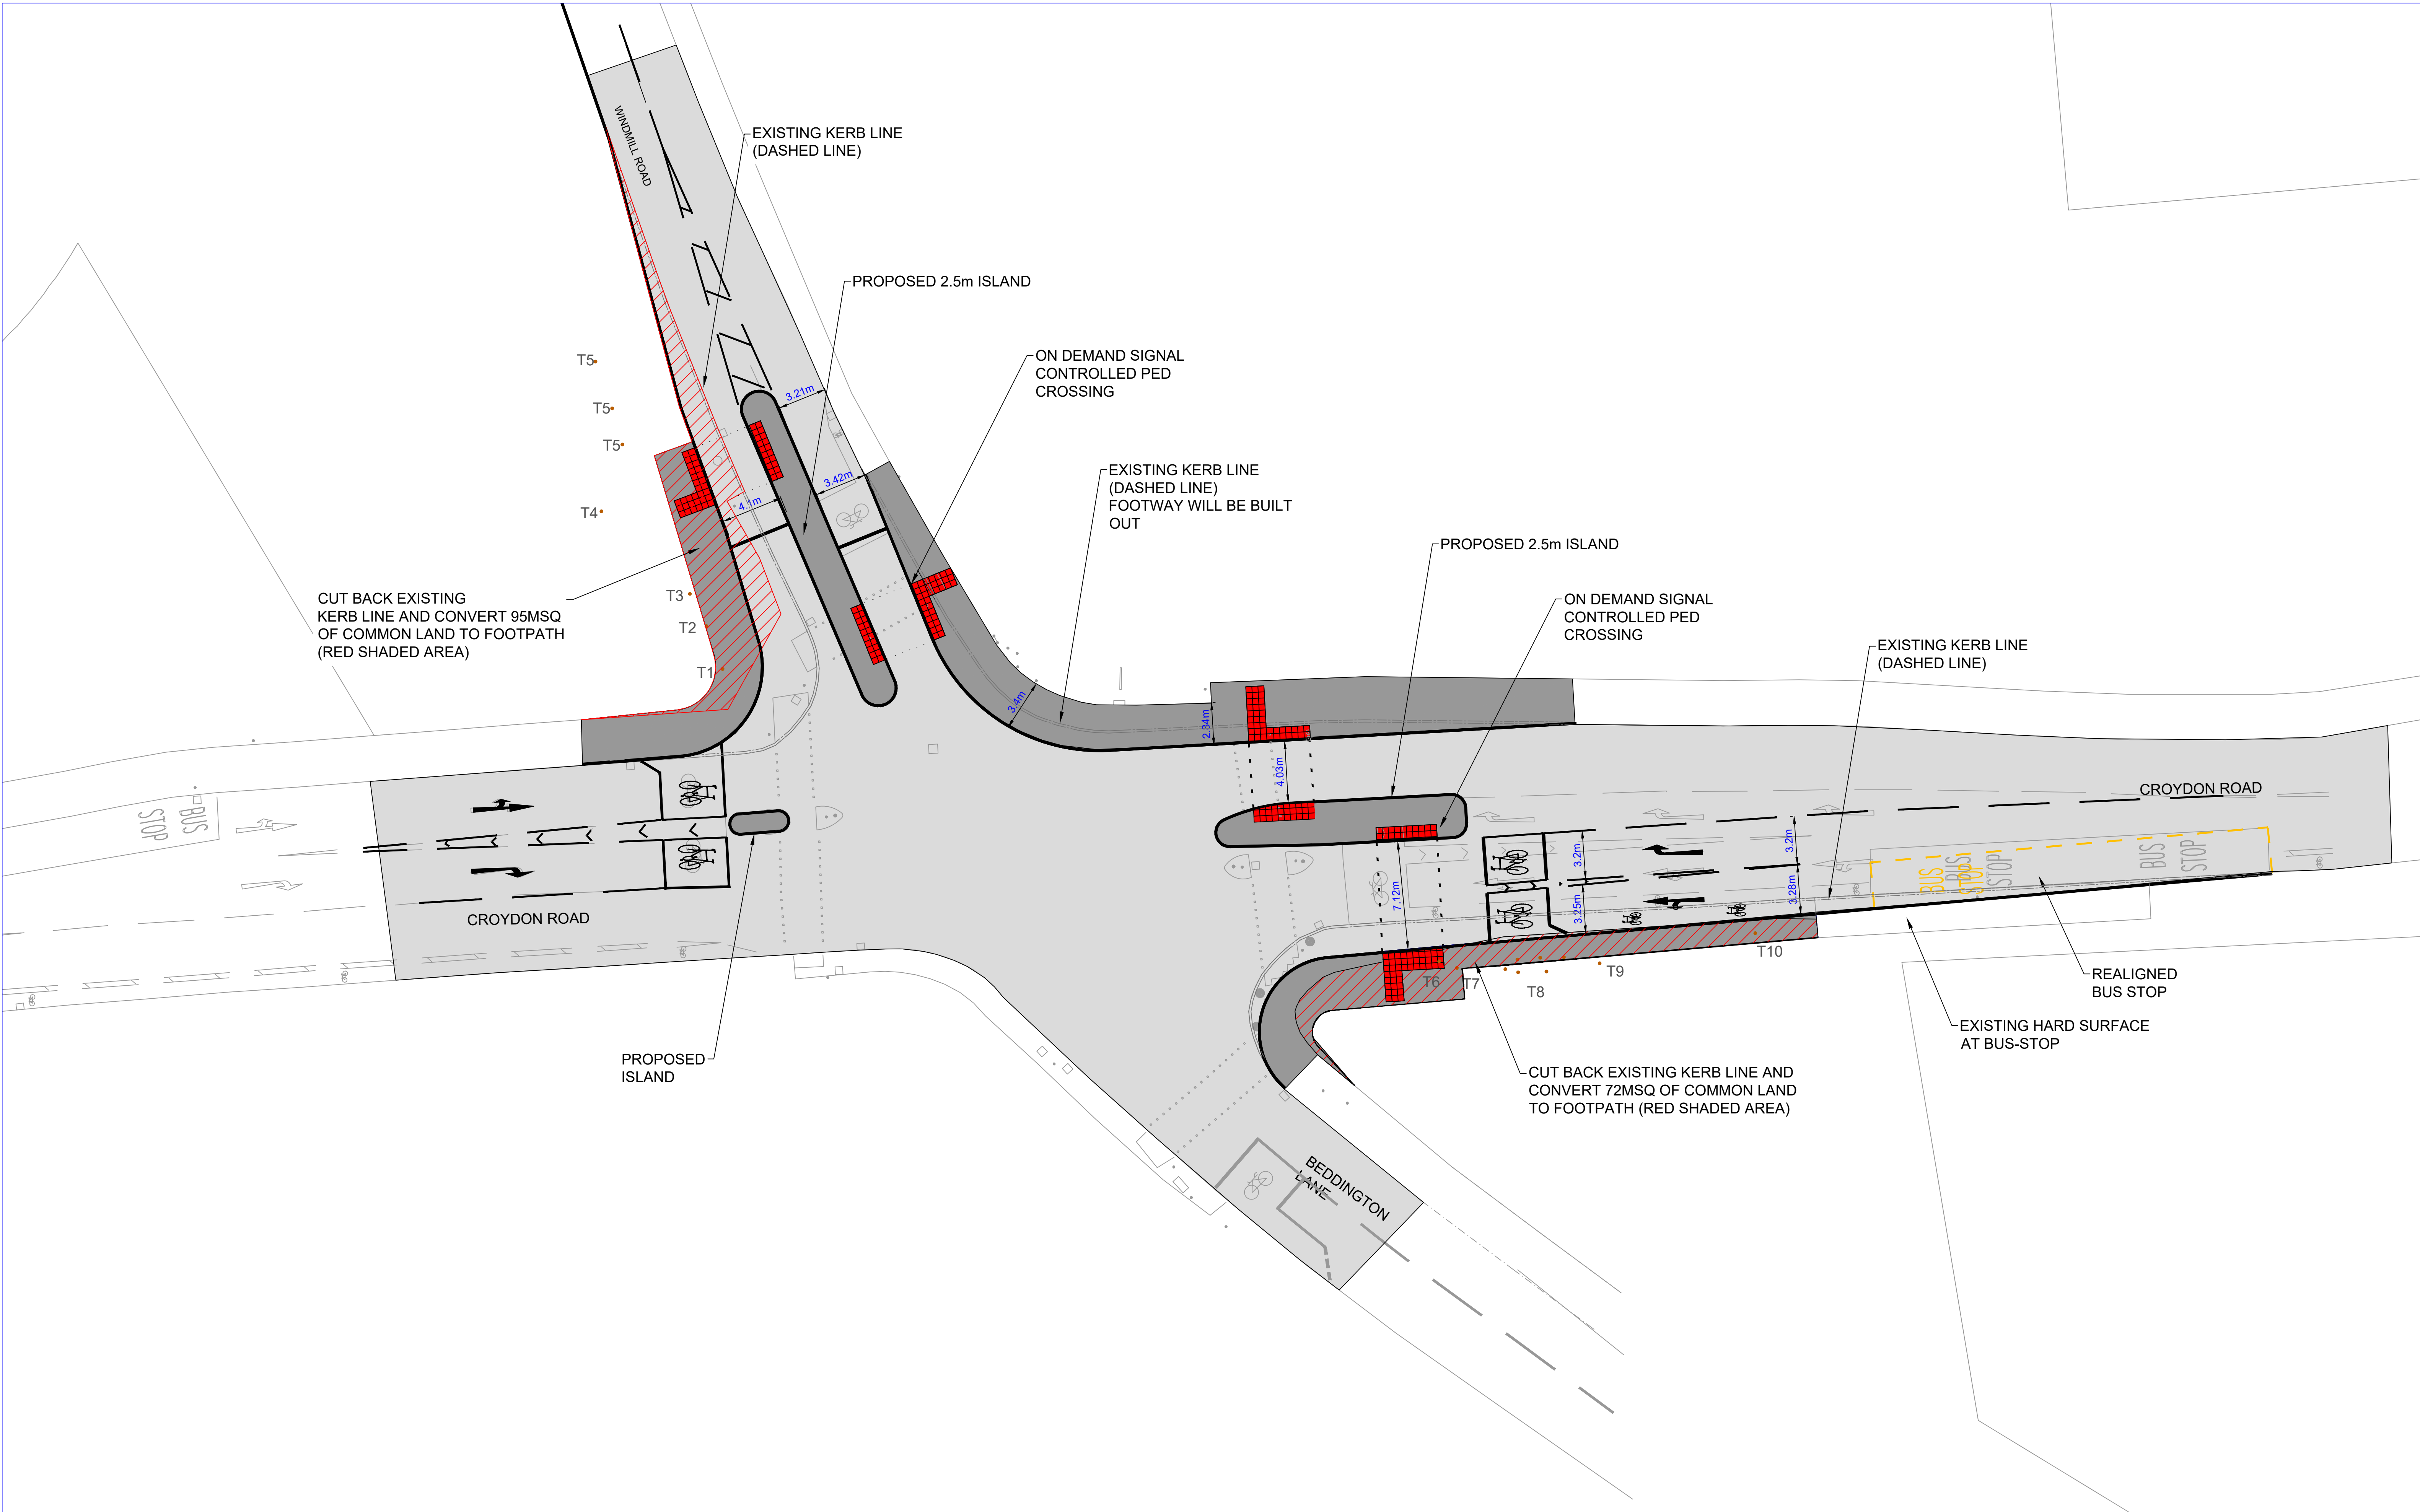 WINDMILL ROAD
EXISTING KERB LINE
(DASHED LINE)
PROPOSED 2.5m ISLAND
ON DEMAND SIGNAL
CONTROLLED PED
CROSSING
T5
T5
T5
T4
T3
T2
T1
3.21m
3.42m
4.1m
EXISTING KERB LINE
(DASHED LINE)
FOOTWAY WILL BE BUILT
OUT
PROPOSED 2.5m ISLAND
ON DEMAND SIGNAL
CONTROLLED PED
CROSSING
EXISTING KERB LINE
(DASHED LINE)
CUT BACK EXISTING
KERB LINE AND CONVERT 95MSQ
OF COMMON LAND TO FOOTPATH
(RED SHADED AREA)
3.4m
2.84m
4.03m
7.12m
3.2m
3.25m
3.2m
3.28m
CROYDON ROAD
BUS
STOP
BUS
STOP
BUS
STOP
BUS
STOP
CROYDON ROAD
T6
T7
T8
T9
T10
REALIGNED
BUS STOP
EXISTING HARD SURFACE
AT BUS-STOP
PROPOSED
ISLAND
CUT BACK EXISTING KERB LINE AND
CONVERT 72MSQ OF COMMON LAND
TO FOOTPATH (RED SHADED AREA)
BEDDINGTON
LANE